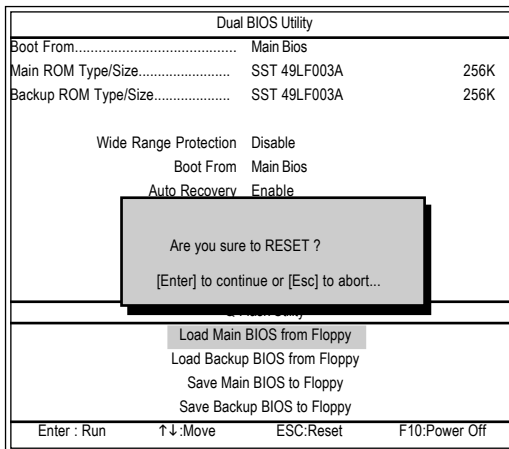 Dual BIOS Utility
Boot From......................................... Main Bios
Main ROM Type/Size....................... SST 49LF003A 256K
Backup ROM Type/Size................... SST 49LF003A 256K
Wide Range Protection Disable
Boot From Main Bios
Auto Recovery Enable
Are you sure to RESET ?
[Enter] to continue or [Esc] to abort...
Load Main BIOS from Floppy
Load Backup BIOS from Floppy
Save Main BIOS to Floppy
Save Backup BIOS to Floppy
Enter : Run ↑↓:Move ESC:Reset F10:Power Off